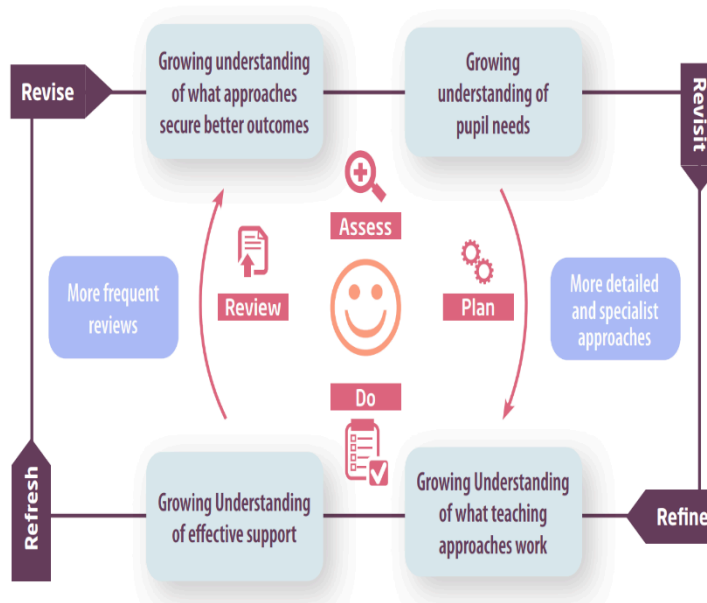 Growing understanding
of what approaches
secure better outcomes
Growing
understanding of
pupil needs
Revise
Revisit
Assess
More frequent
reviews
Review
Plan
More detailed
and specialist
approaches
Do
Refresh
Growing Understanding
of effective support
Growing Understanding
of what teaching
approaches work
Refine